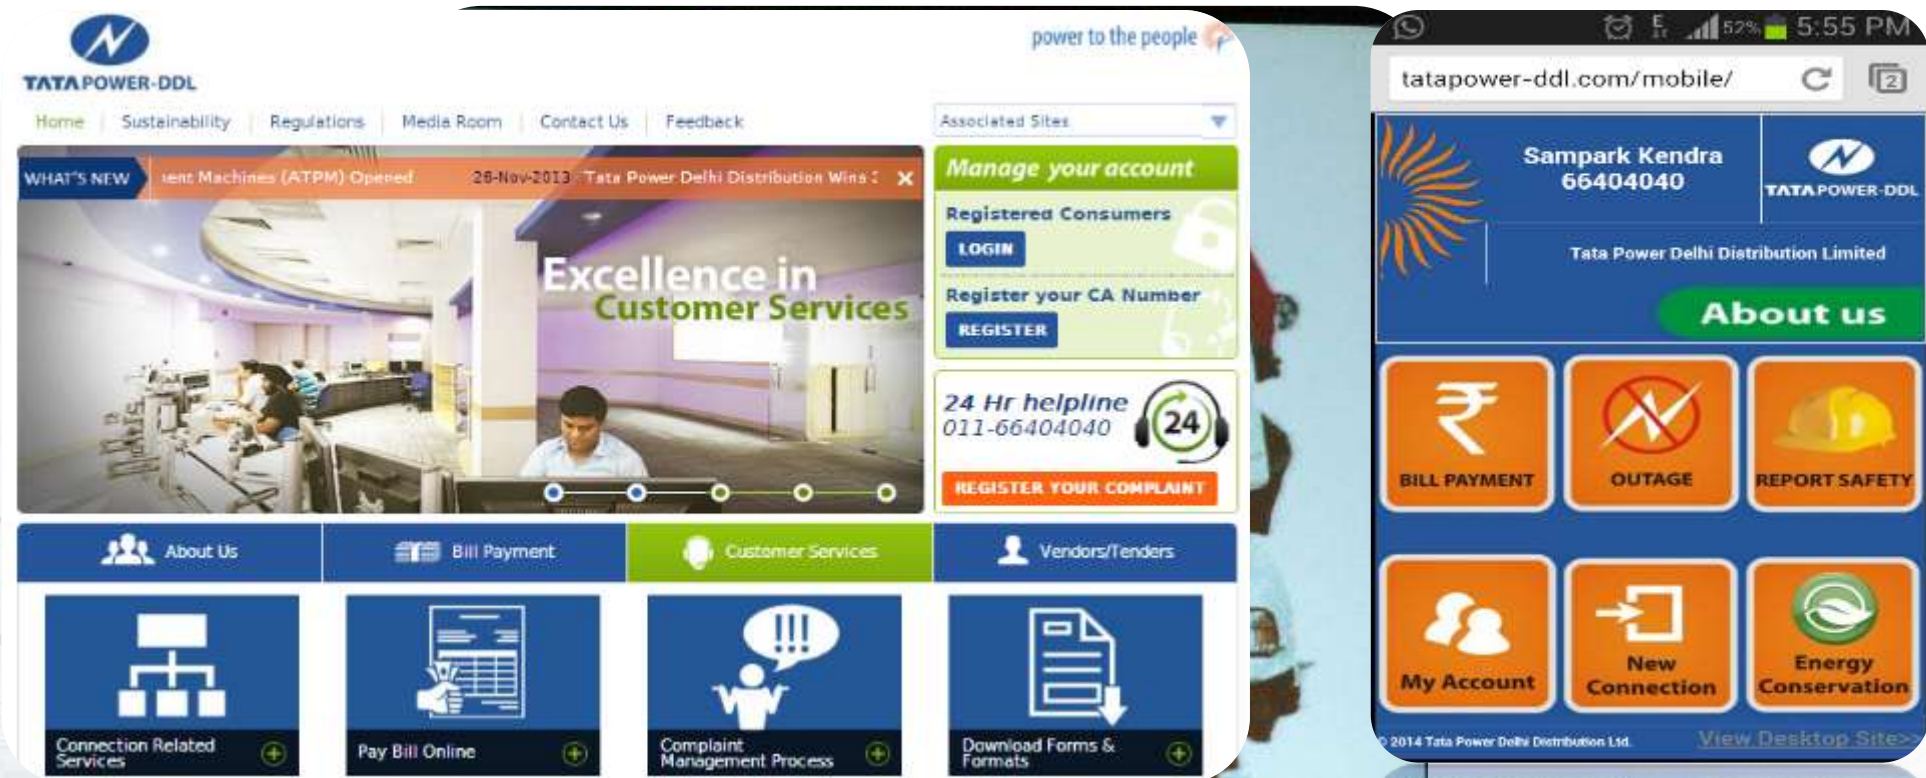 TATA POWER-DDL
power to the people
Home
Sustainability
Regulations
Media Room
Contact Us
Feedback
Associated Sites
WHAT'S NEW
ent Machines (ATPM) Opened
26-Nov-2013 Tata Power Delhi Distribution Wins
Excellence in
Customer Services
Manage your account
Registered Consumers
LOGIN
Register your CA Number
REGISTER
24 Hr helpline
011-66404040
24
REGISTER YOUR COMPLAINT
About Us
Bill Payment
Customer Services
Vendors/Tenders
Connection Related
Services
Pay Bill Online
Complaint
Management Process
Download Forms &
Formats
52%
5:55 PM
tatapower-ddl.com/mobile/
2
Sampark Kendra
66404040
TATA POWER-DDL
Tata Power Delhi Distribution Limited
About us
BILL PAYMENT
OUTAGE
REPORT SAFETY
My Account
New
Connection
Energy
Conservation
2014 Tata Power Delhi Distribution Ltd.
View Desktop Site>>